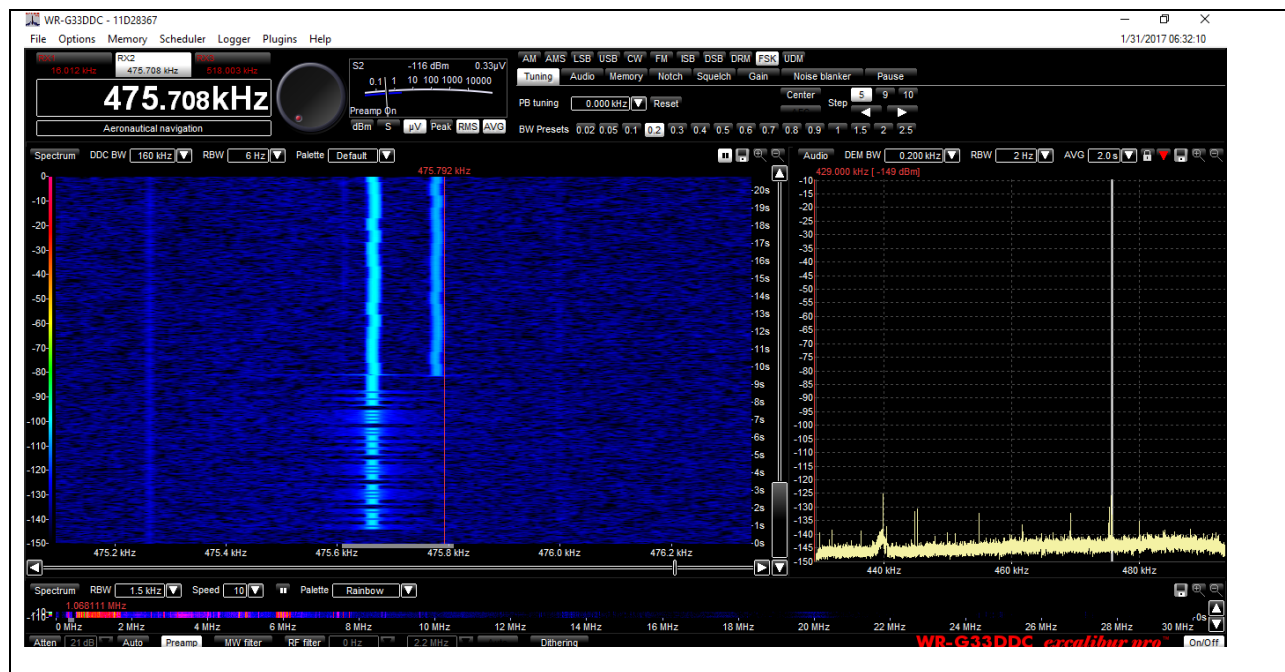 WR-G33DDC - 11D28367
File Options Memory Scheduler Logger Plugins Help 1/31/2017 06:32:10
RX2
16.012 kHz 475.708 kHz 518.003 kHz
475.708kHz
Aeronautical navigation
S2 -116 dBm 0.33µV
0.1 1 10 100 1000 10000
Preamp On
dBm S µV Peak RMS AVG
AM AMS LSB USB CW FM ISB DSB DRM FSK UDM
Tuning Audio Memory Notch Squelch Gain Noise blanker Pause
PB tuning 0.000 kHz Reset Center Step 5 9 10
BW Presets 0.02 0.05 0.1 0.2 0.3 0.4 0.5 0.6 0.7 0.8 0.9 1 1.5 2 2.5
Spectrum DDC BW 160 kHz RBW 6 Hz Palette Default
475.792 kHz
0
-10
-20
-30
-40
-50
-60
-70
-80
-90
-100
-110
-120
-130
-140
-150
-20s
-19s
-18s
-17s
-16s
-15s
-14s
-13s
-12s
-11s
-10s
-9s
-8s
-7s
-6s
-5s
-4s
-3s
-2s
-1s
-0s
475.2 kHz 475.4 kHz 475.6 kHz 475.8 kHz 476.0 kHz 476.2 kHz
Audio DEM BW 0.200 kHz RBW 2 Hz AVG 2.0 s
429.000 kHz [ -149 dBm]
-10
-15
-20
-25
-30
-35
-40
-45
-50
-55
-60
-65
-70
-75
-80
-85
-90
-95
-100
-105
-110
-115
-120
-125
-130
-135
-140
-145
-150
440 kHz 460 kHz 480 kHz
Spectrum RBW 1.5 kHz Speed 10 Palette Rainbow
1.068111 MHz
0 MHz 2 MHz 4 MHz 6 MHz 8 MHz 10 MHz 12 MHz 14 MHz 16 MHz 18 MHz 20 MHz 22 MHz 24 MHz 26 MHz 28 MHz 30 MHz
Atten 21 dB Auto Preamp MW filter RF filter 0 Hz 2.2 MHz Dithering WR-G33DDC excalibur pro On/Off